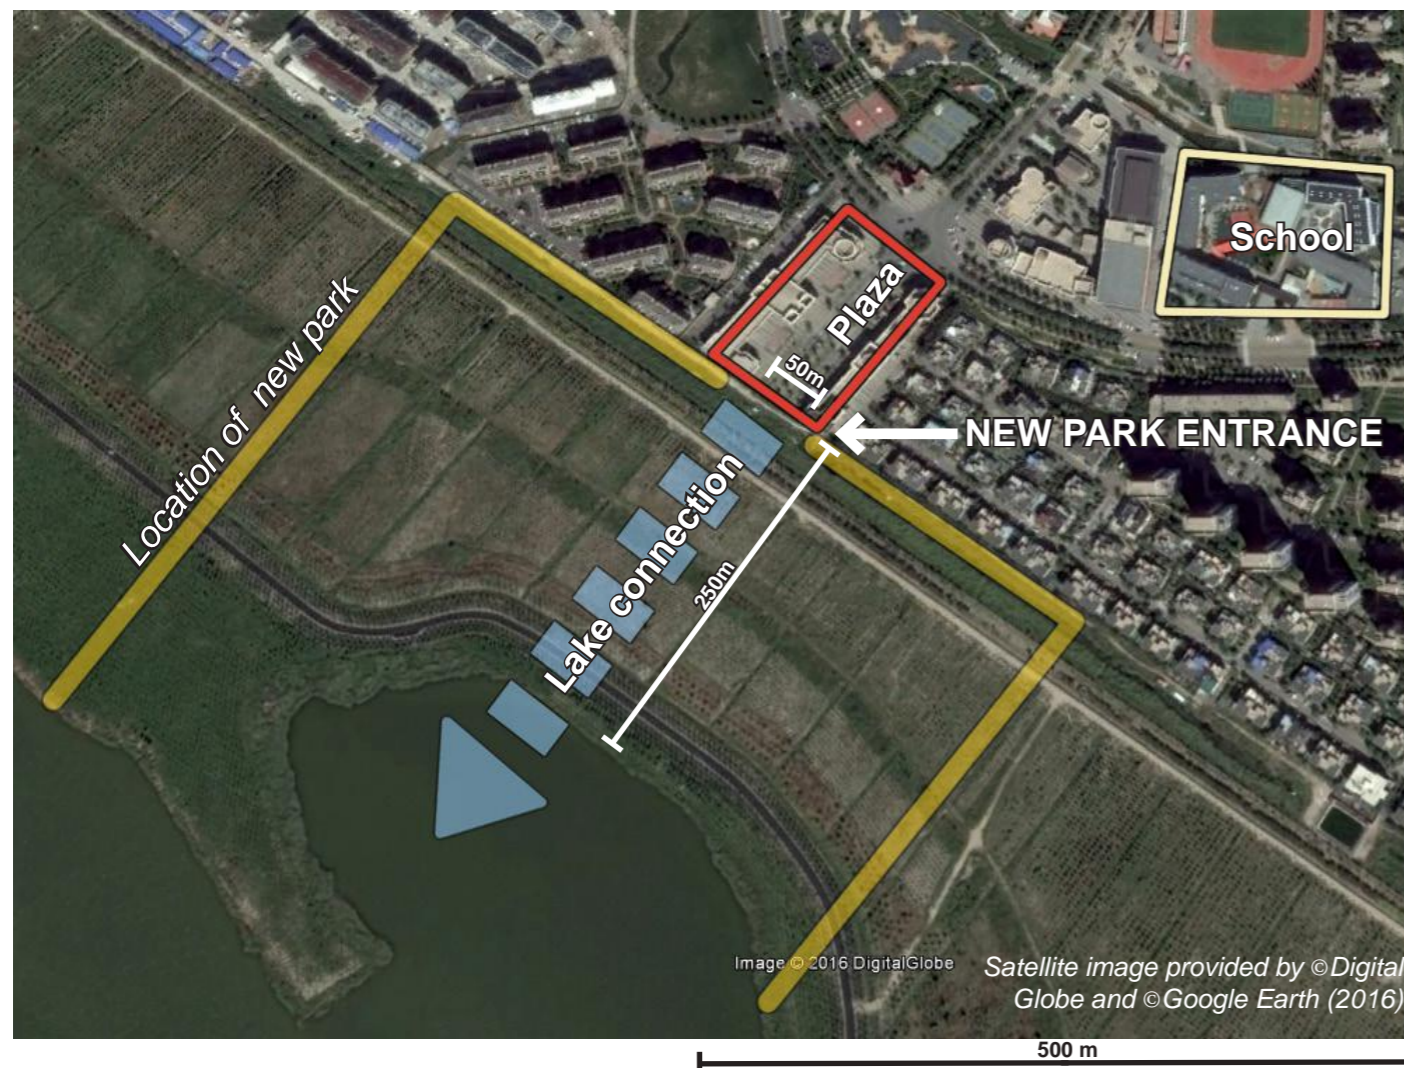 School
Plaza
50m
Location of new park
NEW PARK ENTRANCE
Lake connection
250m
Image © 2016 DigitalGlobe
Satellite image provided by ©Digital
Globe and ©Google Earth (2016)
500 m